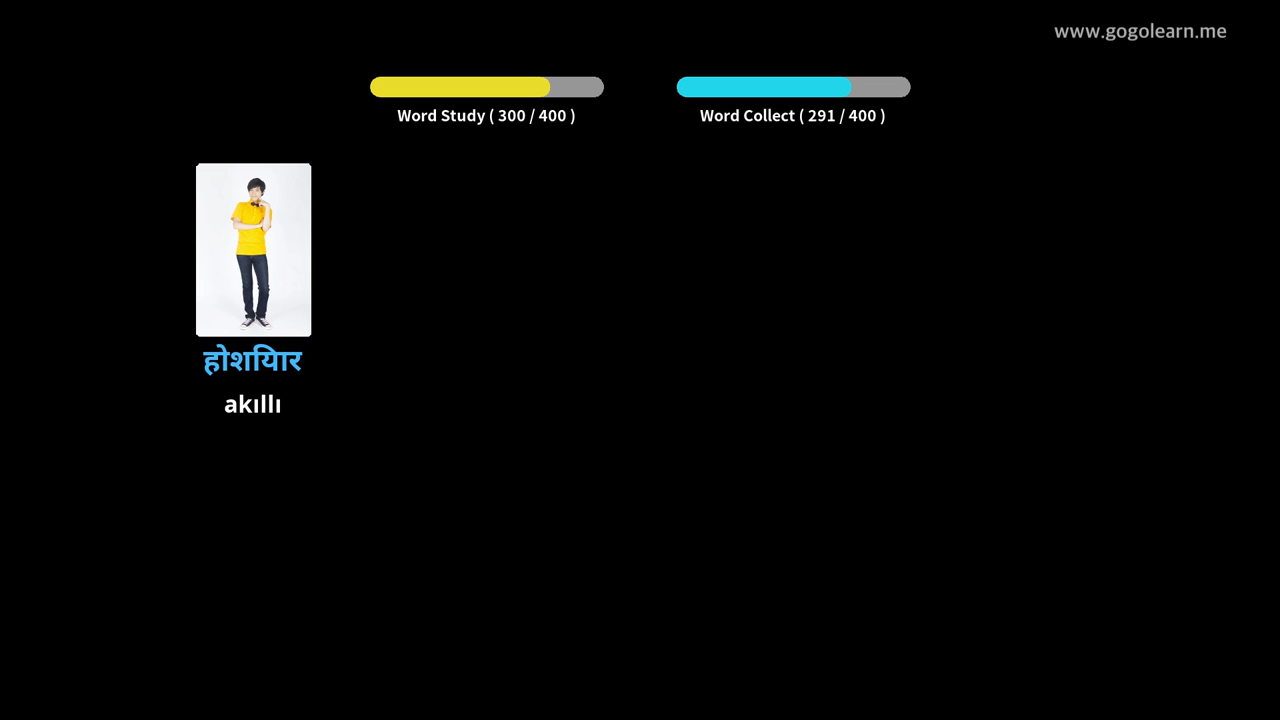 www.gogolearn.me
Word Study ( 300 / 400 )
Word Collect ( 291 / 400 )
होशियार
akıllı